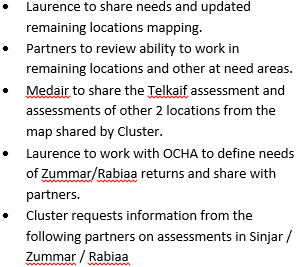 • Laurence to share needs and updated
remaining locations mapping.
• Partners to review ability to work in
remaining locations and other at need areas.
• Medair to share the Telkaif assessment and
assessments of other 2 locations from the
map shared by Cluster.
• Laurence to work with OCHA to define needs
of Zummar/Rabiaa returns and share with
partners.
• Cluster requests information from the
following partners on assessments in Sinjar /
Zummar / Rabiaa